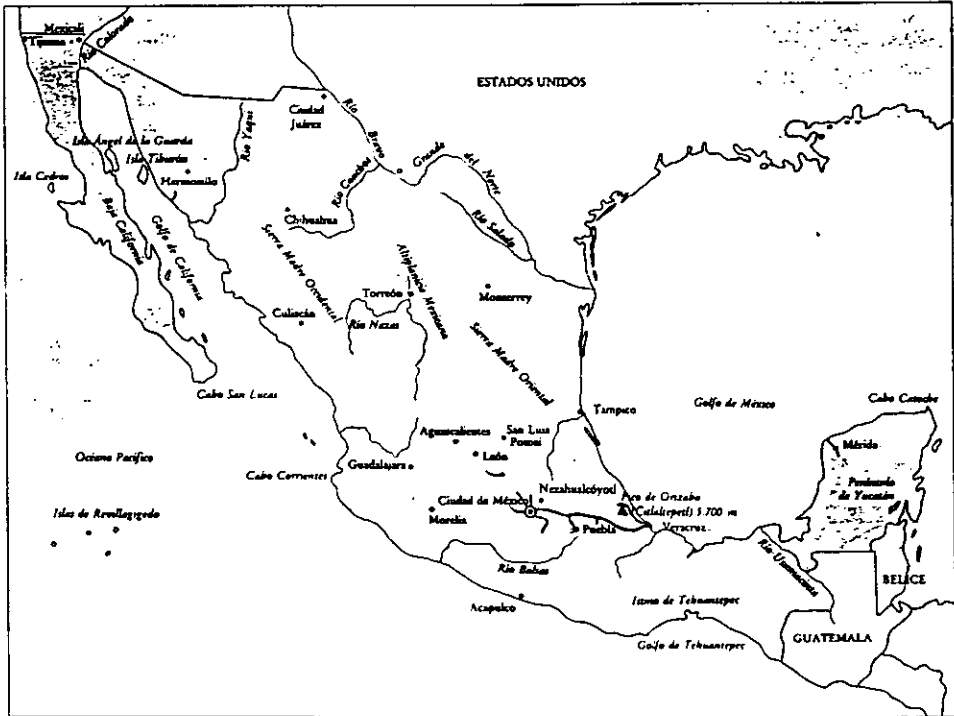 Mexicali
Tijuana
Río Colorado
ESTADOS UNIDOS
Ciudad
Juárez
Río
Bravo
Grande
del Norte
Río Yaqui
Isla Ángel de la Guarda
Isla Tiburón
Hermosillo
Isla Cedros
Río Conchos
Chihuahua
Río Salado
Baja California
Golfo de California
Sierra Madre Occidental
Altiplanicie Mexicana
Torreón
Monterrey
Culiacán
Río Nazas
Sierra Madre Oriental
Cabo San Lucas
Tampico
Golfo de México
Cabo Catoche
Aguascalientes
San Luis
Potosí
León
Mérida
Océano Pacífico
Guadalajara
Cabo Corrientes
Península
de Yucatán
Nezahualcóyotl
Pico de Orizaba
(Citlaltepetl) 5.700 m
Ciudad de México
Islas de Revillagigedo
Morelia
Puebla
Veracruz
Río Balsas
Río Usumacinta
BELICE
Acapulco
Istmo de Tehuantepec
GUATEMALA
Golfo de Tehuantepec